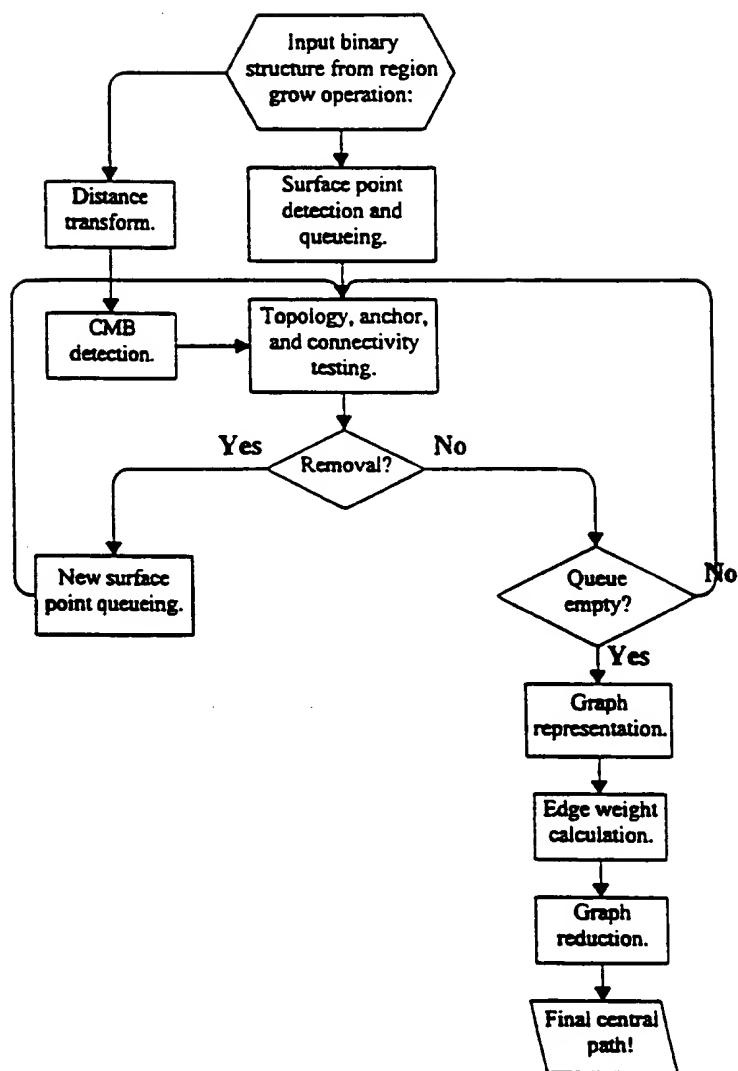 Input binary
structure from region
grow operation:
Distance
transform.
Surface point
detection and
queueing.
CMB
detection.
Topology, anchor,
and connectivity
testing.
Yes
Removal?
No
New surface
point queueing.
Queue
empty?
No
Yes
Graph
representation.
Edge weight
calculation.
Graph
reduction.
Final central
path!